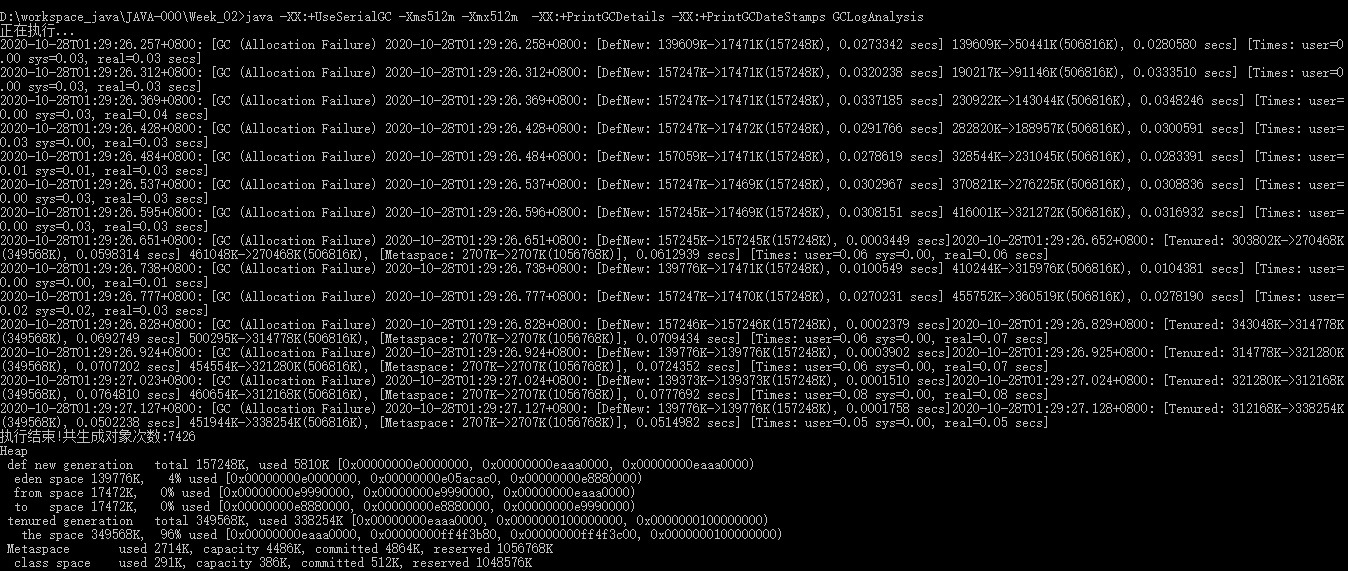 D:\workspace_java\JAVA-000\Week_02>java -XX:+UseSerialGC -Xms512m -Xmx512m  -XX:+PrintGCDetails -XX:+PrintGCDateStamps GCLogAnalysis
正在执行...
2020-10-28T01:29:26.257+0800: [GC (Allocation Failure) 2020-10-28T01:29:26.258+0800: [DefNew: 139609K->17471K(157248K), 0.0273342 secs] 139609K->50441K(506816K), 0.0280580 secs] [Times: user=0
.00 sys=0.03, real=0.03 secs]
2020-10-28T01:29:26.312+0800: [GC (Allocation Failure) 2020-10-28T01:29:26.312+0800: [DefNew: 157247K->17471K(157248K), 0.0320238 secs] 190217K->91146K(506816K), 0.0333510 secs] [Times: user=0
.00 sys=0.03, real=0.03 secs]
2020-10-28T01:29:26.369+0800: [GC (Allocation Failure) 2020-10-28T01:29:26.369+0800: [DefNew: 157247K->17471K(157248K), 0.0337185 secs] 230922K->143044K(506816K), 0.0348246 secs] [Times: user=
0.00 sys=0.03, real=0.04 secs]
2020-10-28T01:29:26.428+0800: [GC (Allocation Failure) 2020-10-28T01:29:26.428+0800: [DefNew: 157247K->17472K(157248K), 0.0291766 secs] 282820K->188957K(506816K), 0.0300591 secs] [Times: user=
0.03 sys=0.00, real=0.03 secs]
2020-10-28T01:29:26.484+0800: [GC (Allocation Failure) 2020-10-28T01:29:26.484+0800: [DefNew: 157059K->17471K(157248K), 0.0278619 secs] 328544K->231045K(506816K), 0.0283391 secs] [Times: user=
0.01 sys=0.01, real=0.03 secs]
2020-10-28T01:29:26.537+0800: [GC (Allocation Failure) 2020-10-28T01:29:26.537+0800: [DefNew: 157247K->17469K(157248K), 0.0302967 secs] 370821K->276225K(506816K), 0.0308836 secs] [Times: user=
0.00 sys=0.03, real=0.03 secs]
2020-10-28T01:29:26.595+0800: [GC (Allocation Failure) 2020-10-28T01:29:26.596+0800: [DefNew: 157245K->17469K(157248K), 0.0308151 secs] 416001K->321272K(506816K), 0.0316932 secs] [Times: user=
0.00 sys=0.03, real=0.03 secs]
2020-10-28T01:29:26.651+0800: [GC (Allocation Failure) 2020-10-28T01:29:26.651+0800: [DefNew: 157245K->157245K(157248K), 0.0003449 secs]2020-10-28T01:29:26.652+0800: [Tenured: 303802K->270468K
(349568K), 0.0598314 secs] 461048K->270468K(506816K), [Metaspace: 2707K->2707K(1056768K)], 0.0612939 secs] [Times: user=0.06 sys=0.00, real=0.06 secs]
2020-10-28T01:29:26.738+0800: [GC (Allocation Failure) 2020-10-28T01:29:26.738+0800: [DefNew: 139776K->17471K(157248K), 0.0100549 secs] 410244K->315976K(506816K), 0.0104381 secs] [Times: user=
0.00 sys=0.00, real=0.01 secs]
2020-10-28T01:29:26.777+0800: [GC (Allocation Failure) 2020-10-28T01:29:26.777+0800: [DefNew: 157247K->17470K(157248K), 0.0270231 secs] 455752K->360519K(506816K), 0.0278190 secs] [Times: user=
0.02 sys=0.02, real=0.03 secs]
2020-10-28T01:29:26.828+0800: [GC (Allocation Failure) 2020-10-28T01:29:26.828+0800: [DefNew: 157246K->157246K(157248K), 0.0002379 secs]2020-10-28T01:29:26.829+0800: [Tenured: 343048K->314778K
(349568K), 0.0692749 secs] 500295K->314778K(506816K), [Metaspace: 2707K->2707K(1056768K)], 0.0709434 secs] [Times: user=0.06 sys=0.00, real=0.07 secs]
2020-10-28T01:29:26.924+0800: [GC (Allocation Failure) 2020-10-28T01:29:26.924+0800: [DefNew: 139776K->139776K(157248K), 0.0003902 secs]2020-10-28T01:29:26.925+0800: [Tenured: 314778K->321280K
(349568K), 0.0707202 secs] 454554K->321280K(506816K), [Metaspace: 2707K->2707K(1056768K)], 0.0724352 secs] [Times: user=0.06 sys=0.00, real=0.07 secs]
2020-10-28T01:29:27.023+0800: [GC (Allocation Failure) 2020-10-28T01:29:27.024+0800: [DefNew: 139373K->139373K(157248K), 0.0001510 secs]2020-10-28T01:29:27.024+0800: [Tenured: 321280K->312168K
(349568K), 0.0764810 secs] 460654K->312168K(506816K), [Metaspace: 2707K->2707K(1056768K)], 0.0777692 secs] [Times: user=0.08 sys=0.00, real=0.08 secs]
2020-10-28T01:29:27.127+0800: [GC (Allocation Failure) 2020-10-28T01:29:27.127+0800: [DefNew: 139776K->139776K(157248K), 0.0001758 secs]2020-10-28T01:29:27.128+0800: [Tenured: 312168K->338254K
(349568K), 0.0502238 secs] 451944K->338254K(506816K), [Metaspace: 2707K->2707K(1056768K)], 0.0514982 secs] [Times: user=0.05 sys=0.00, real=0.05 secs]
执行结束!共生成对象次数:7426
Heap
 def new generation   total 157248K, used 5810K [0x00000000e0000000, 0x00000000eaaa0000, 0x00000000eaaa0000)
  eden space 139776K,   4% used [0x00000000e0000000, 0x00000000e05acac0, 0x00000000e8880000)
  from space 17472K,   0% used [0x00000000e9990000, 0x00000000e9990000, 0x00000000eaaa0000)
  to   space 17472K,   0% used [0x00000000e8880000, 0x00000000e8880000, 0x00000000e9990000)
 tenured generation   total 349568K, used 338254K [0x00000000eaaa0000, 0x0000000100000000, 0x0000000100000000)
   the space 349568K,  96% used [0x00000000eaaa0000, 0x00000000ff4f3b80, 0x00000000ff4f3c00, 0x0000000100000000)
 Metaspace       used 2714K, capacity 4486K, committed 4864K, reserved 1056768K
  class space    used 291K, capacity 386K, committed 512K, reserved 1048576K